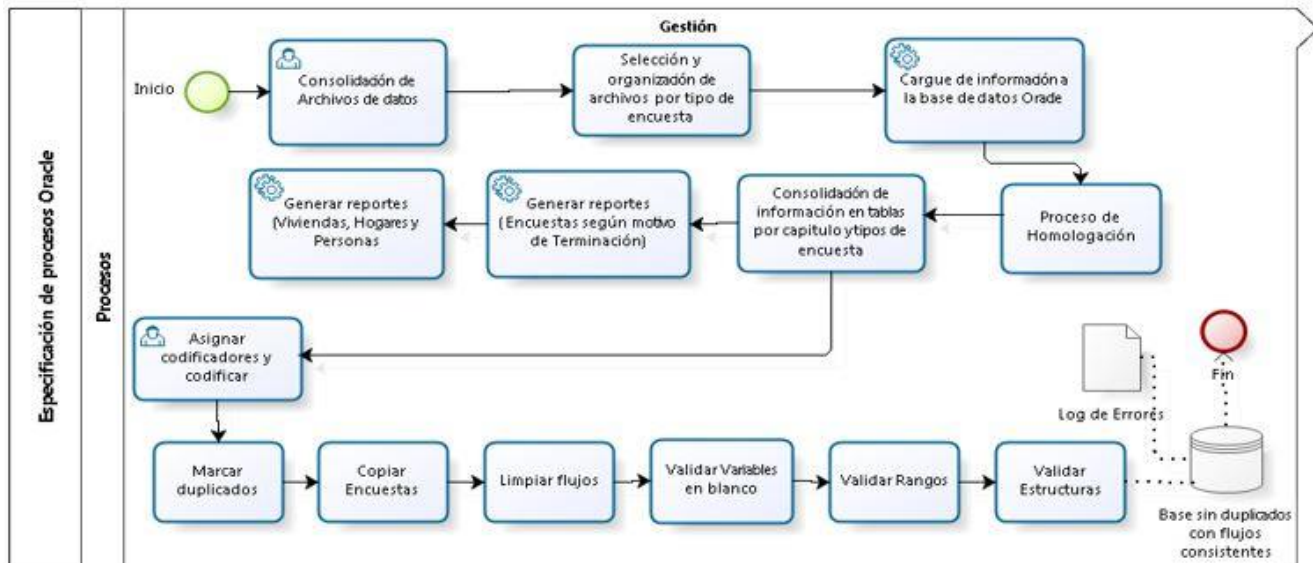 Gestión
Especificación de procesos Oracle
Procesos
Inicio
Consolidación de
Archivos de datos
Selección y
organización de
archivos por tipo de
encuesta
Cargue de información a
la base de datos Oracle
Generar reportes
(Viviendas, Hogares y
Personas
Generar reportes
(Encuestas según motivo
de Terminación)
Consolidación de
información en tablas
por capitulo y tipos de
encuesta
Proceso de
Homologación
Asignar
codificadores y
codificar
Log de Errores
Fin
Marcar
duplicados
Copiar
Encuestas
Limpiar flujos
Validar Variables
en blanco
Validar Rangos
Validar
Estructuras
Base sin duplicados
con flujos
consistentes